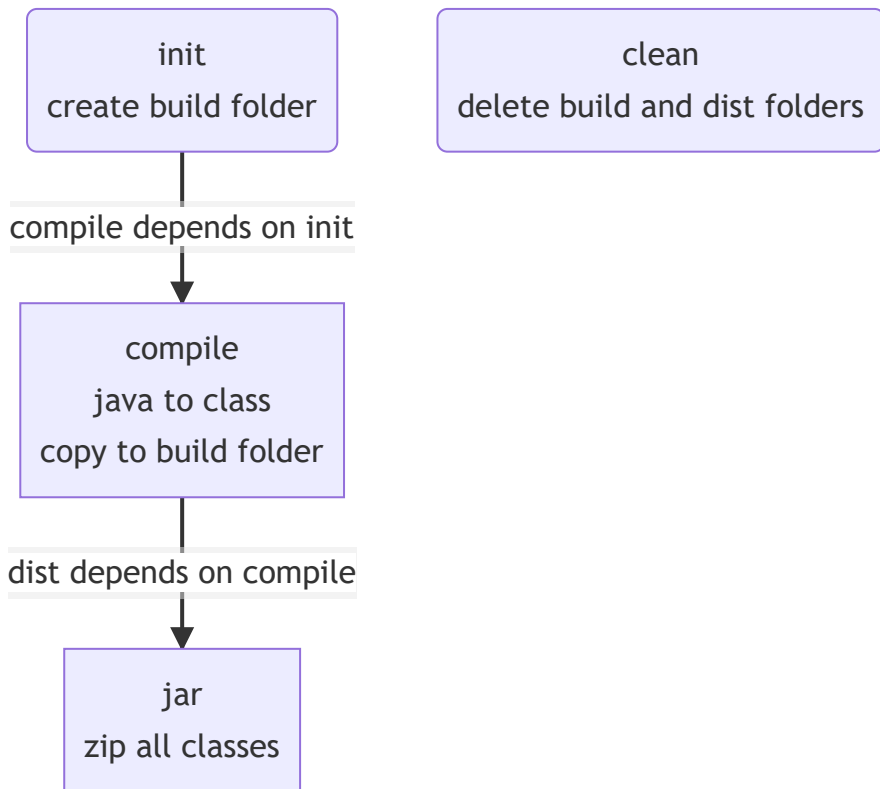 init
create build folder
clean
delete build and dist folders
compile depends on init
compile
java to class
copy to build folder
dist depends on compile
jar
zip all classes